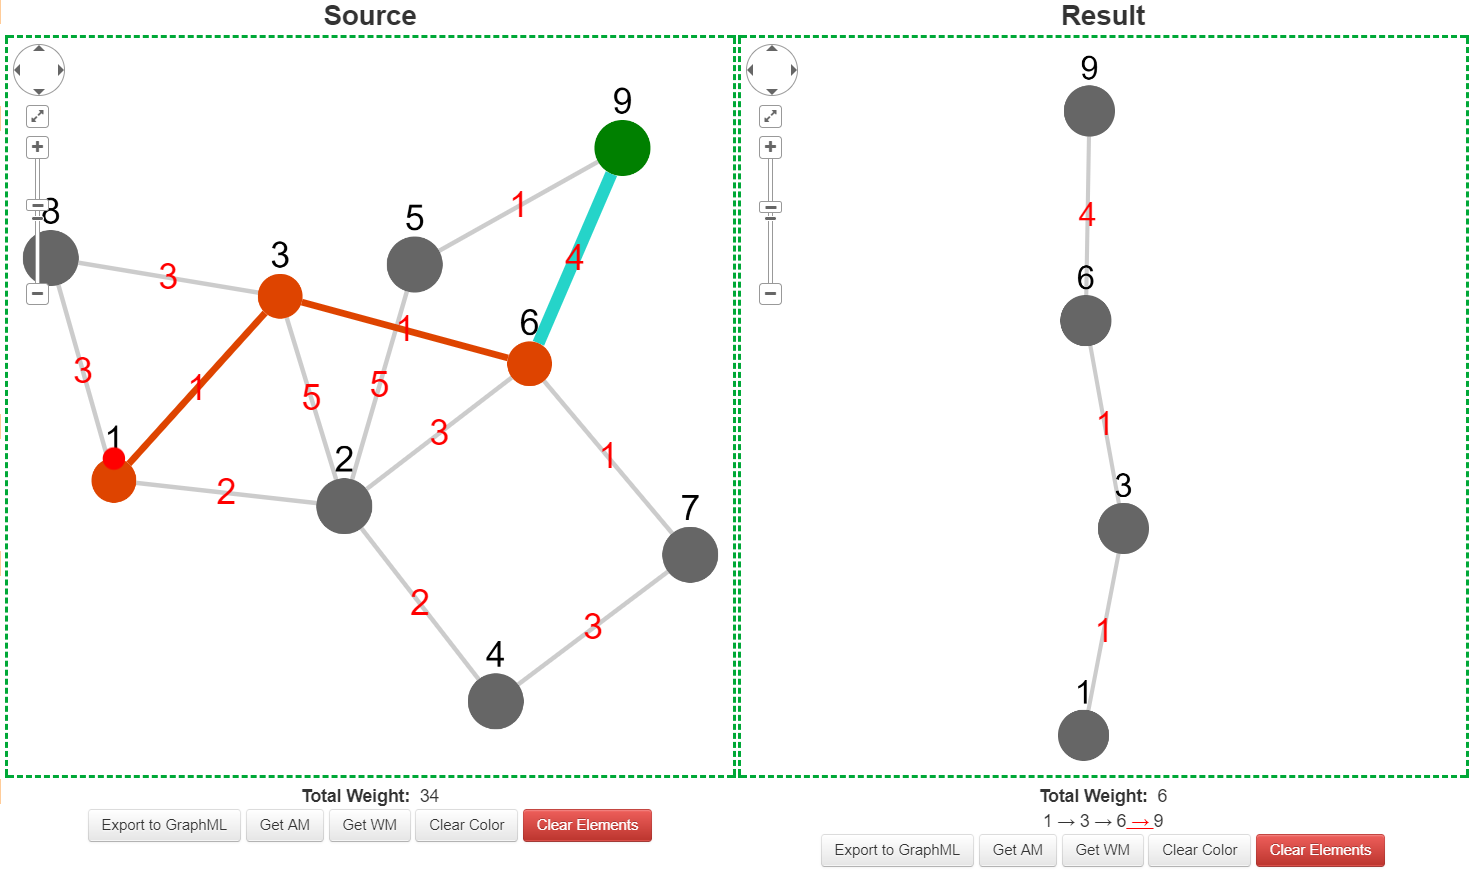 Source
Result
9
8
5
1
3
3
4
1
6
3
1
5
5
1
3
1
2
2
7
2
3
4
9
4
6
1
3
1
1
Total Weight: 34
Export to GraphML
Get AM
Get WM
Clear Color
Clear Elements
Total Weight: 6
1 → 3 → 6 → 9
Export to GraphML
Get AM
Get WM
Clear Color
Clear Elements